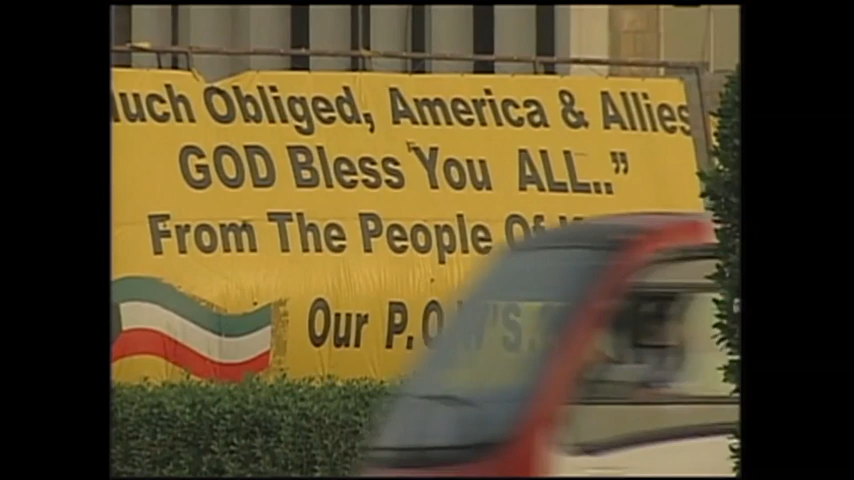 uch Obliged, America & Allies
GOD Bless You ALL.."
From The People Of
Our P.O.W'S.